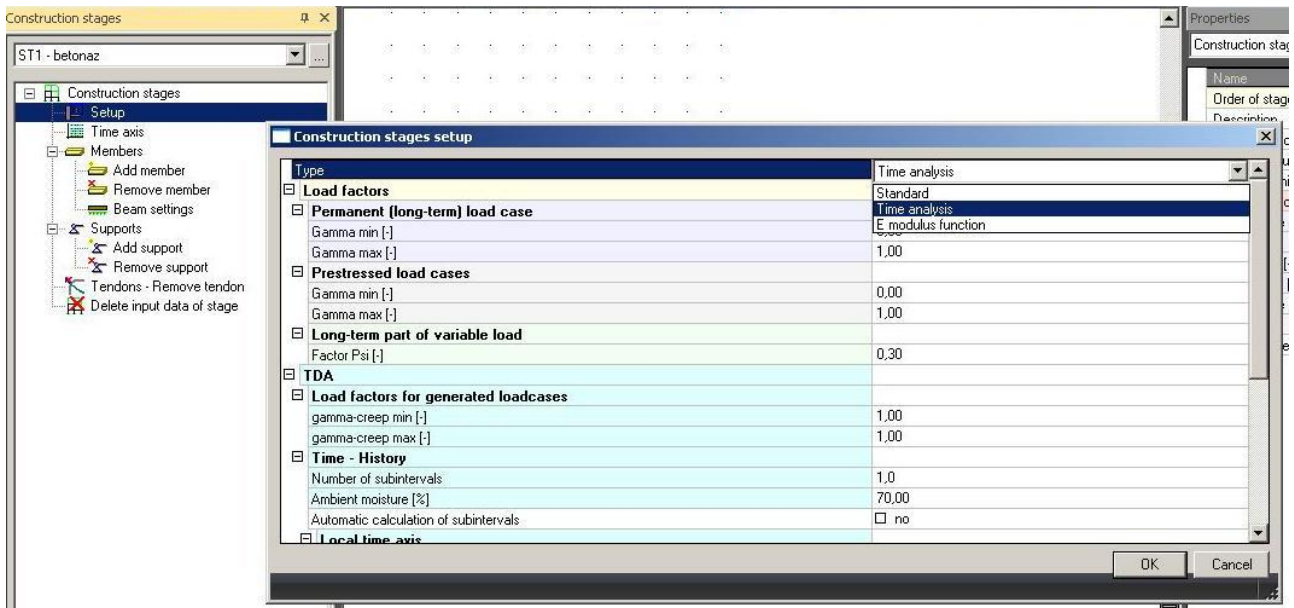 Construction stages
ST1 - betonaz
...
Construction stages
Setup
Time axis
Members
Add member
Remove member
Beam settings
Supports
Add support
Remove support
Tendons - Remove tendon
Delete input data of stage
Properties
Construction stag
Name
Order of stage
Description
Construction stages setup
Type Time analysis
Standard
Time analysis
E modulus function
Load factors
Permanent (long-term) load case
Gamma min [-]
Gamma max [-] 1,00
Prestressed load cases
Gamma min [-] 0,00
Gamma max [-] 1,00
Long-term part of variable load
Factor Psi [-] 0,30
TDA
Load factors for generated loadcases
gamma-creep min [-] 1,00
gamma-creep max [-] 1,00
Time - History
Number of subintervals 1,0
Ambient moisture [%] 70,00
Automatic calculation of subintervals no
Local time axis
OK Cancel